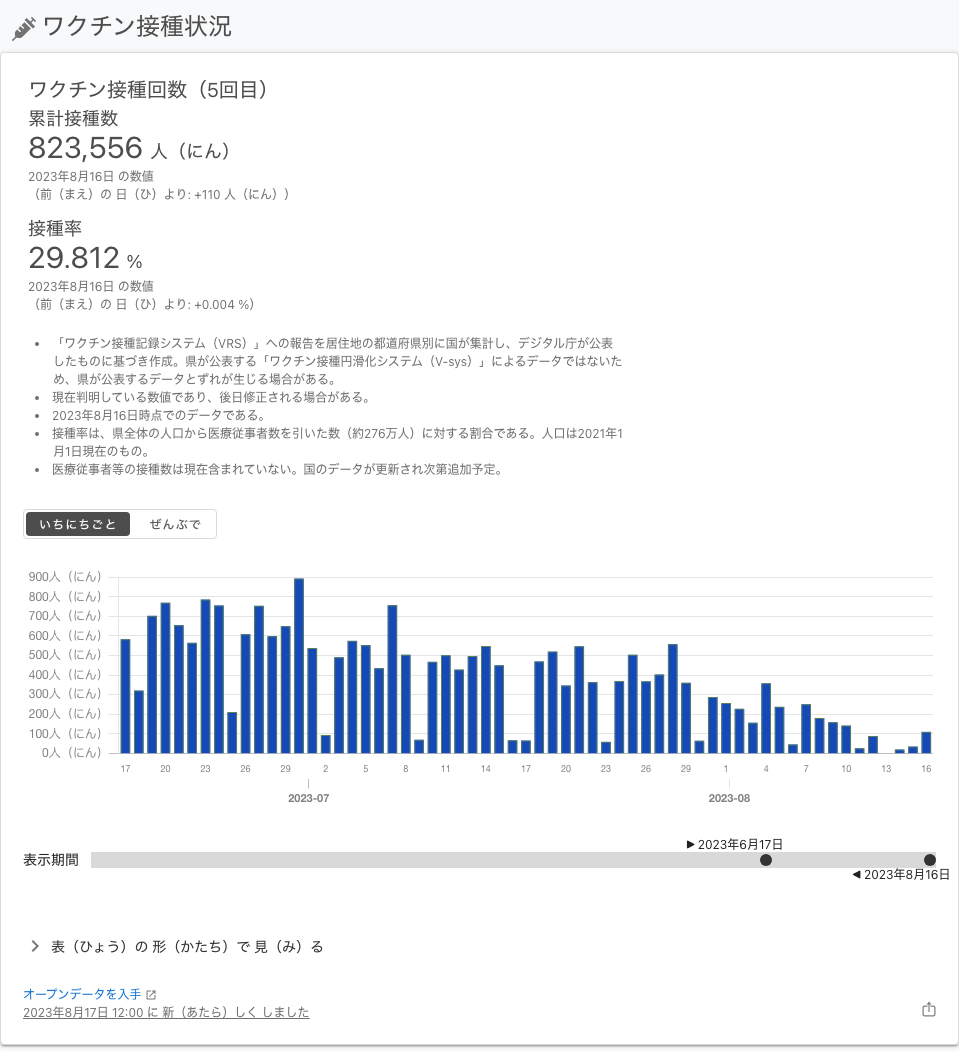 ワクチン接種状況
ワクチン接種回数（5回目）
累計接種数
823,556 人（にん）
2023年8月16日 の数値
（前（まえ）の 日（ひ）より: +110 人（にん））
接種率
29.812 %
2023年8月16日 の数値
（前（まえ）の 日（ひ）より: +0.004 %）
「ワクチン接種記録システム（VRS）」への報告を居住地の都道府県別に国が集計し、デジタル庁が公表
したものに基づき作成。県が公表する「ワクチン接種円滑化システム（V-sys）」によるデータではないた
め、県が公表するデータとずれが生じる場合がある。
現在判明している数値であり、後日修正される場合がある。
2023年8月16日時点でのデータである。
接種率は、県全体の人口から医療従事者数を引いた数（約276万人）に対する割合である。人口は2021年1
月1日現在のもの。
医療従事者等の接種数は現在含まれていない。国のデータが更新され次第追加予定。
いちにちごと ぜんぶで
900人（にん）
800人（にん）
700人（にん）
600人（にん）
500人（にん）
400人（にん）
300人（にん）
200人（にん）
100人（にん）
0人（にん）
17 20 23 26 29 2 5 8 11 14 17 20 23 26 29 1 4 7 10 13 16
2023-07 2023-08
2023年6月17日
表示期間
2023年8月16日
表（ひょう）の 形（かたち）で 見（み）る
オープンデータを入手
2023年8月17日 12:00 に 新（あたら）しく しました